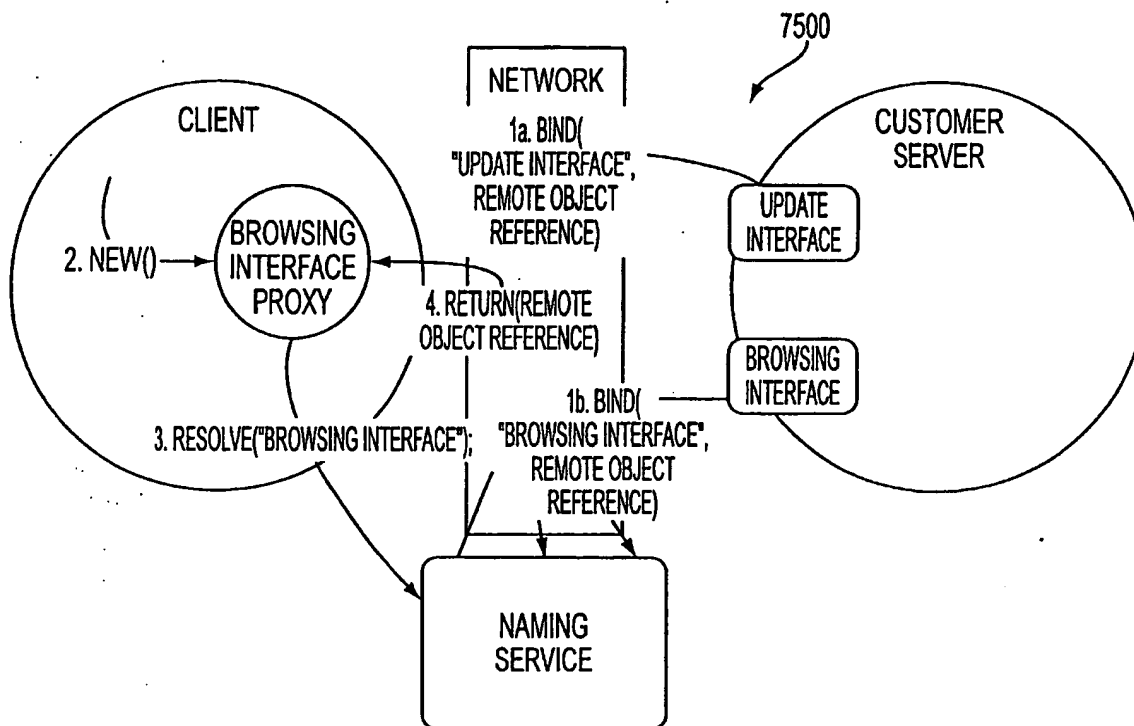 7500
NETWORK
CLIENT
CUSTOMER
SERVER
1a. BIND(
"UPDATE INTERFACE",
REMOTE OBJECT
REFERENCE)
UPDATE
INTERFACE
2. NEW()
BROWSING
INTERFACE
PROXY
4. RETURN(REMOTE
OBJECT REFERENCE)
BROWSING
INTERFACE
1b. BIND(
"BROWSING INTERFACE",
REMOTE OBJECT
REFERENCE)
3. RESOLVE("BROWSING INTERFACE");
NAMING
SERVICE